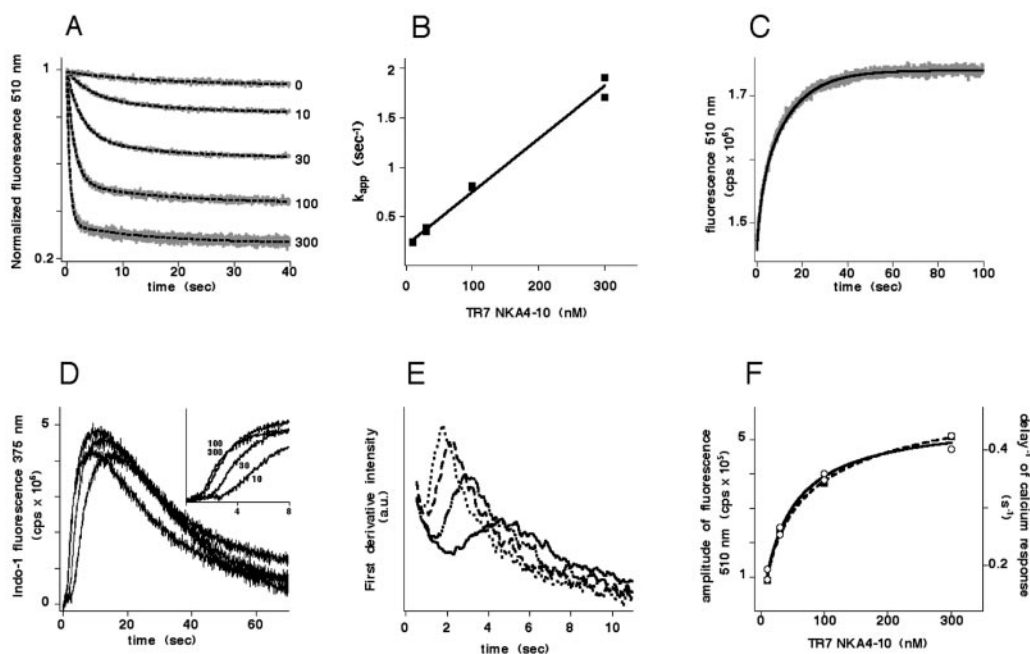 A
Normalized fluorescence 510 nm
1
0.2
0
10
30
100
300
0 10 20 30 40
time (sec)
B
k app (sec-1)
2
1.5
1
0.5
0 100 200 300
TR7 NKA4-10 (nM)
C
fluorescence 510 nm
(cps x 10⁶)
1.7
1.5
0 20 40 60 80 100
time (sec)
D
Indo-1 fluorescence 375 nm
(cps x 10⁵)
5
0
0 20 40 60
time (sec)
100
300
30
10
4 8
E
First derivative intensity
(a.u.)
0 2 4 6 8 10
time (sec)
F
amplitude of fluorescence
510 nm (cps x 10⁵)
5
1
0 100 200 300
TR7 NKA4-10 (nM)
0.4
0.2
delay-1 of calcium response
(s-1)